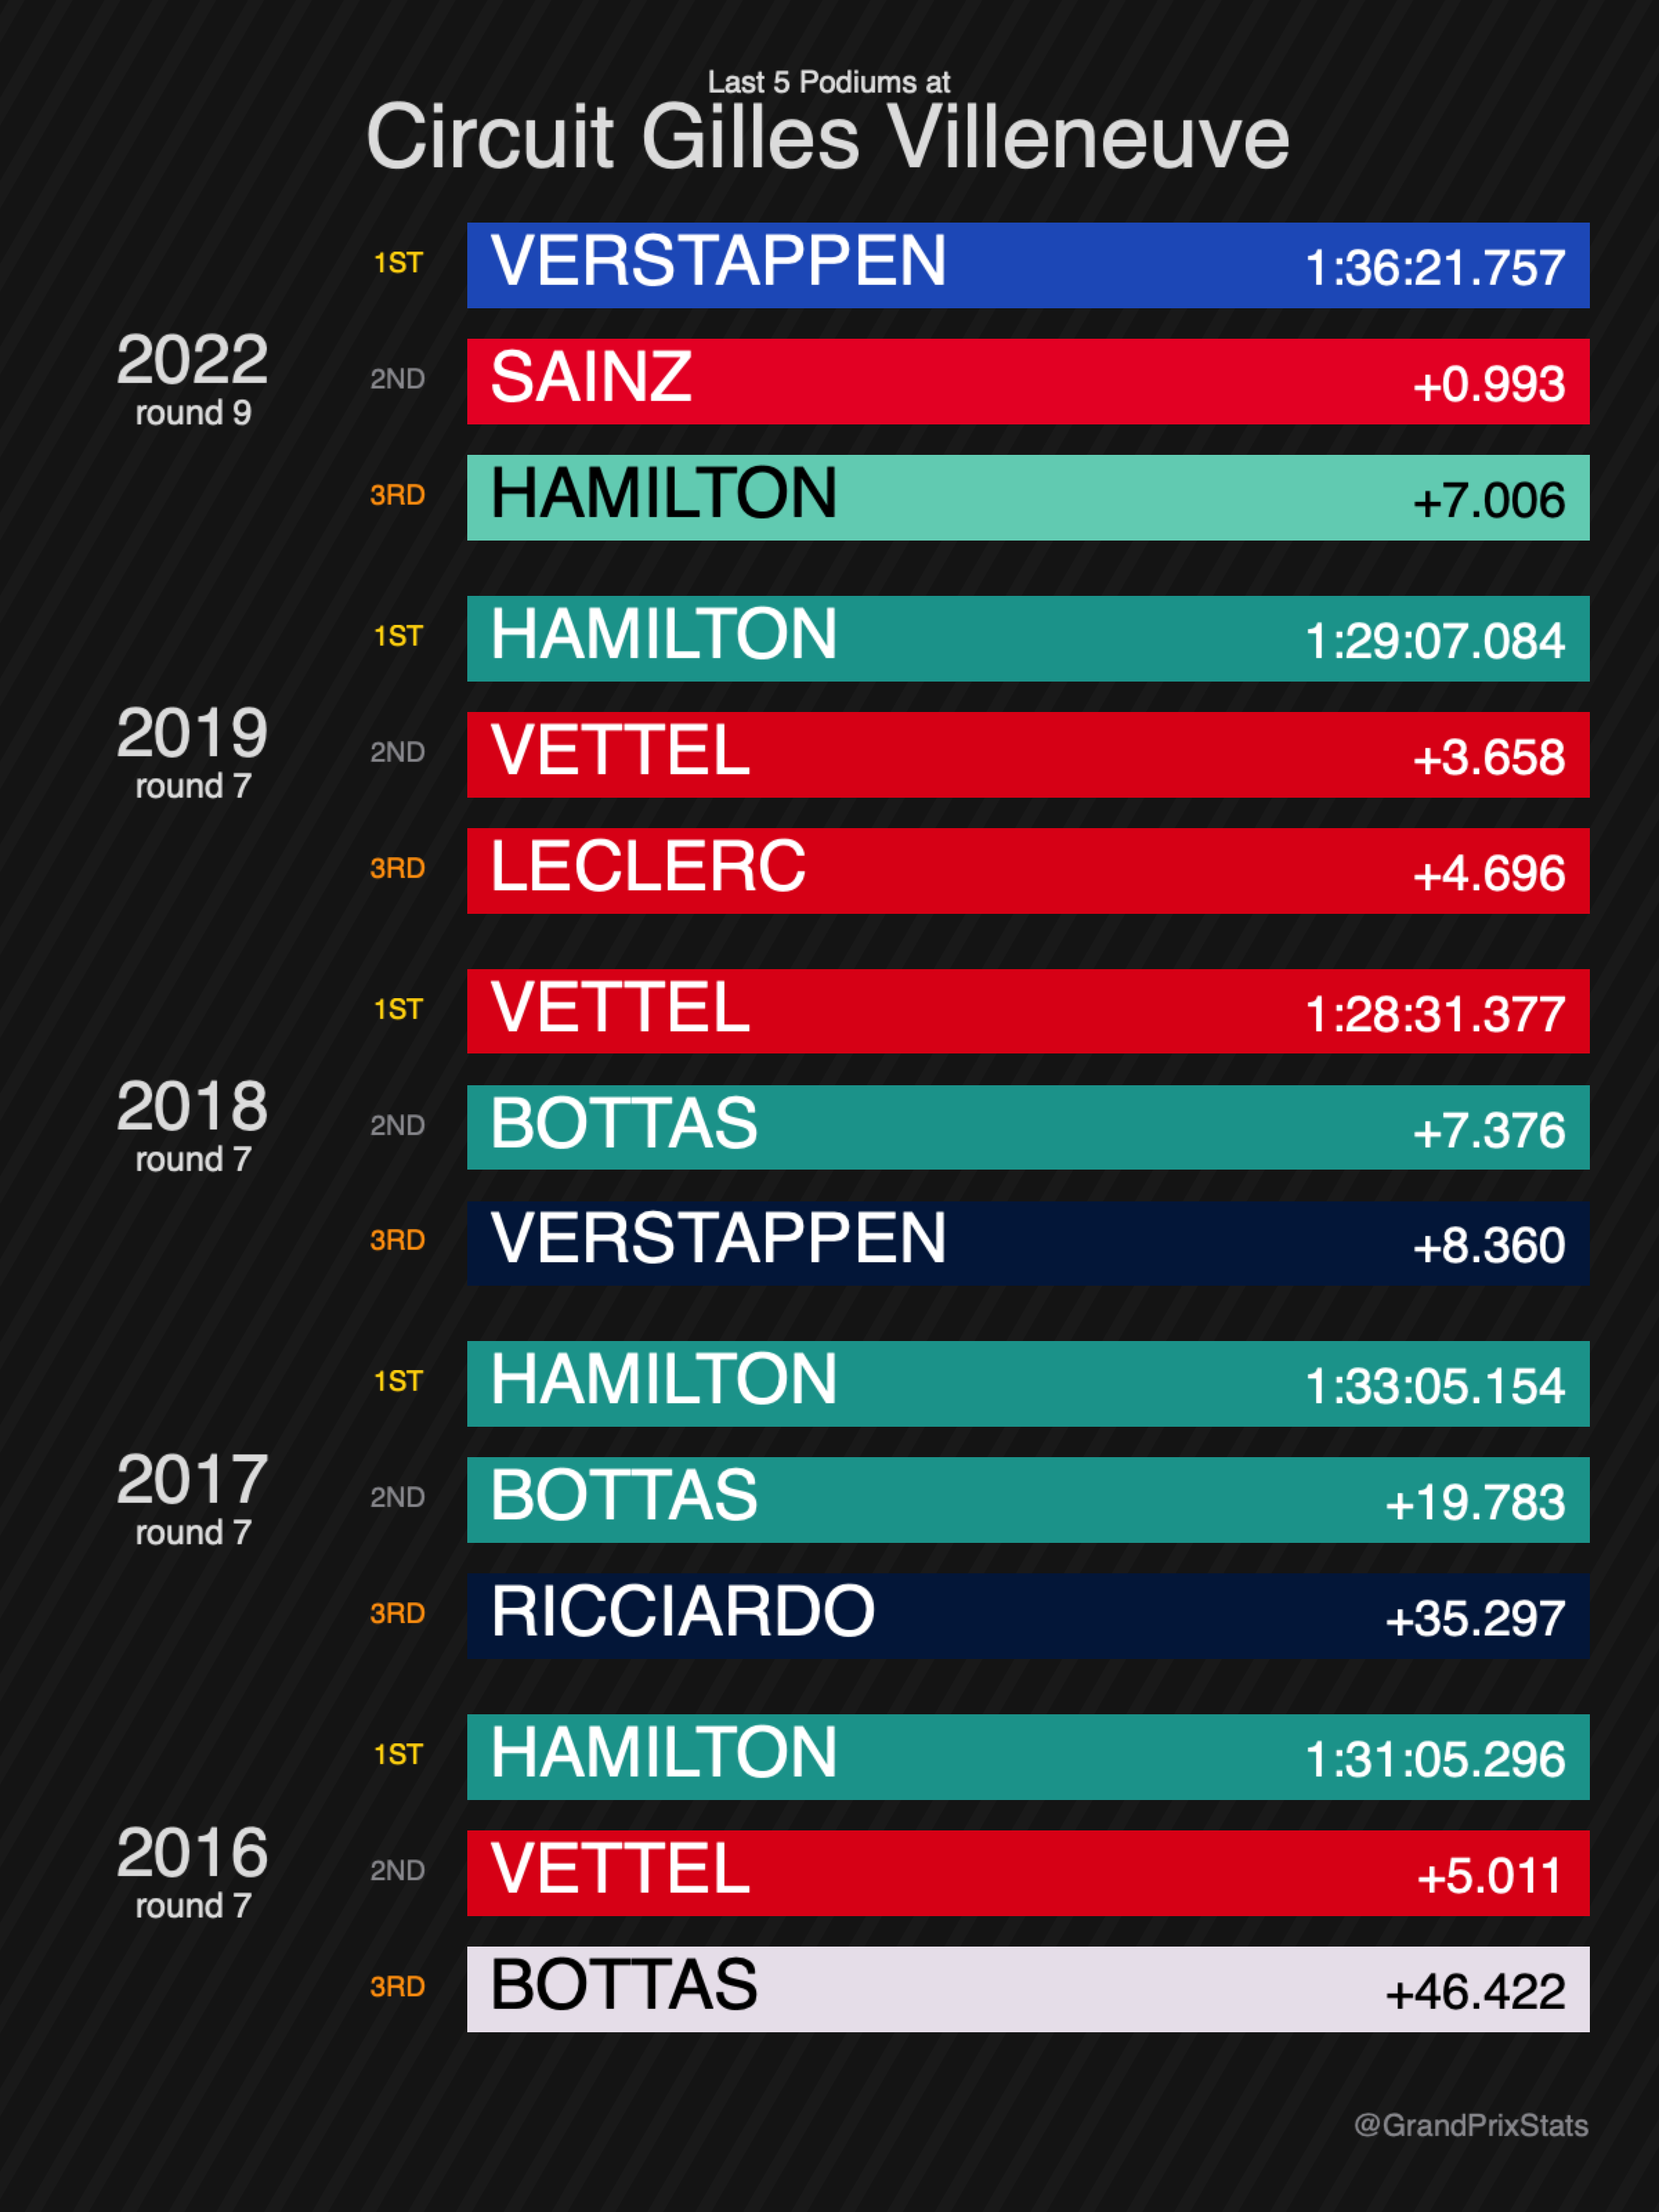 Last 5 Podiums at
Circuit Gilles Villeneuve
2022
round 9
1ST VERSTAPPEN 1:36:21.757
2ND SAINZ +0.993
3RD HAMILTON +7.006
2019
round 7
1ST HAMILTON 1:29:07.084
2ND VETTEL +3.658
3RD LECLERC +4.696
2018
round 7
1ST VETTEL 1:28:31.377
2ND BOTTAS +7.376
3RD VERSTAPPEN +8.360
2017
round 7
1ST HAMILTON 1:33:05.154
2ND BOTTAS +19.783
3RD RICCIARDO +35.297
2016
round 7
1ST HAMILTON 1:31:05.296
2ND VETTEL +5.011
3RD BOTTAS +46.422
@GrandPrixStats